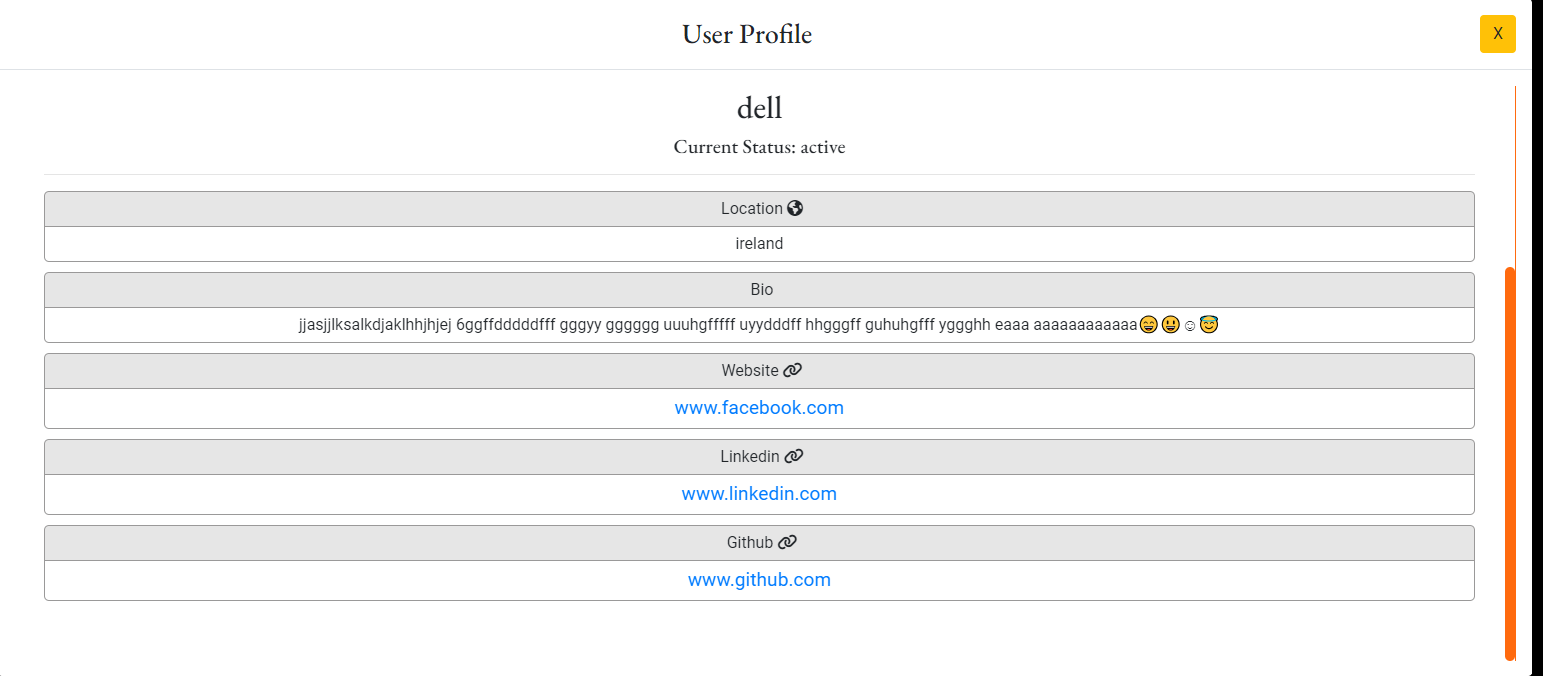 User Profile
X
dell
Current Status: active
Location
ireland
Bio
jjasjjlksalkdjaklhhjhjej 6ggffdddddfff gggyy gggggg uuuhgfffff uyydddff hhgggff guhuhgfff yggghh eaaa aaaaaaaaaaaa😄😃☺😇
Website
www.facebook.com
Linkedin
www.linkedin.com
Github
www.github.com